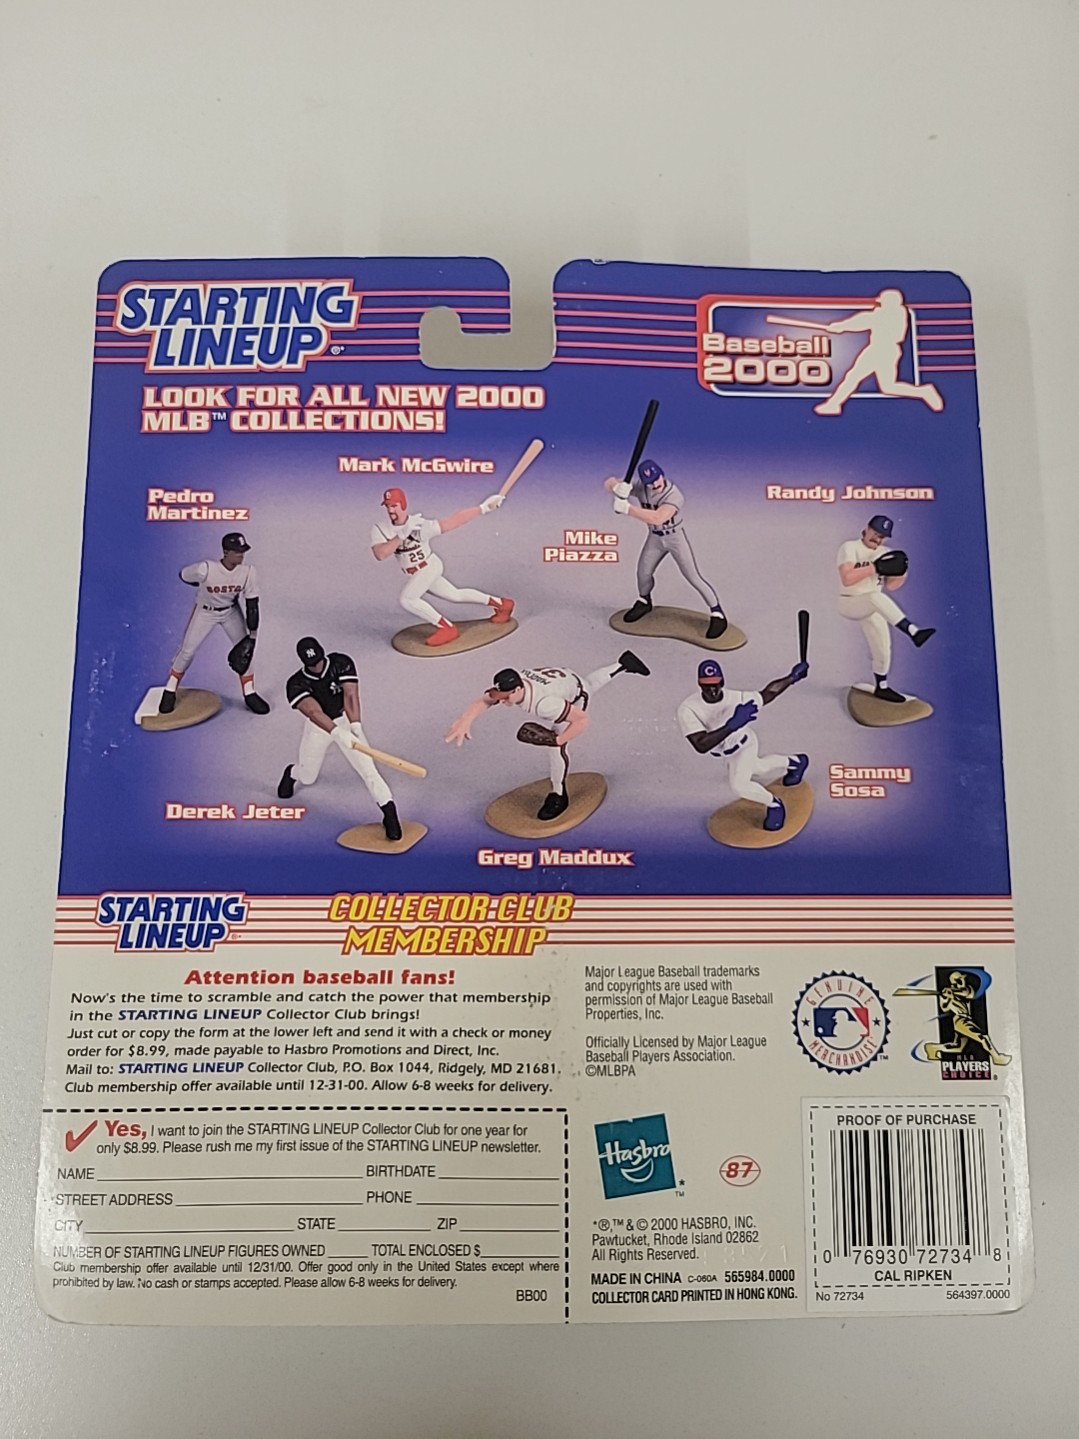 STARTING
LINEUP®
Baseball
2000
LOOK FOR ALL NEW 2000
MLB™ COLLECTIONS!
Mark McGwire
Pedro
Martinez
Randy Johnson
Mike
Piazza
25
BOSTO
Sammy
Sosa
Derek Jeter
Greg Maddux
STARTING
LINEUP®
COLLECTOR CLUB
MEMBERSHIP
Attention baseball fans!
Now's the time to scramble and catch the power that membership
in the STARTING LINEUP Collector Club brings!
Just cut or copy the form at the lower left and send it with a check or money
order for $8.99, made payable to Hasbro Promotions and Direct, Inc.
Mail to: STARTING LINEUP Collector Club, P.O. Box 1044, Ridgely, MD 21681.
Club membership offer available until 12-31-00. Allow 6-8 weeks for delivery.
Major League Baseball trademarks
and copyrights are used with
permission of Major League Baseball
Properties, Inc.
Officially Licensed by Major League
Baseball Players Association.
©MLBPA
GENUINE
MERCHANDISE™
MLB
PLAYERS
CHOICE®
Yes, I want to join the STARTING LINEUP Collector Club for one year for
only $8.99. Please rush me my first issue of the STARTING LINEUP newsletter.
NAME BIRTHDATE
STREET ADDRESS PHONE
CITY STATE ZIP
NUMBER OF STARTING LINEUP FIGURES OWNED TOTAL ENCLOSED $
Club membership offer available until 12/31/00. Offer good only in the United States except where
prohibited by law. No cash or stamps accepted. Please allow 6-8 weeks for delivery.
BB00
Hasbro
*™
87
*®,™ & © 2000 HASBRO, INC.
Pawtucket, Rhode Island 02862
All Rights Reserved.
MADE IN CHINA C-060A 565984.0000
COLLECTOR CARD PRINTED IN HONG KONG.
PROOF OF PURCHASE
0 76930 72734 8
CAL RIPKEN
No 72734 564397.0000